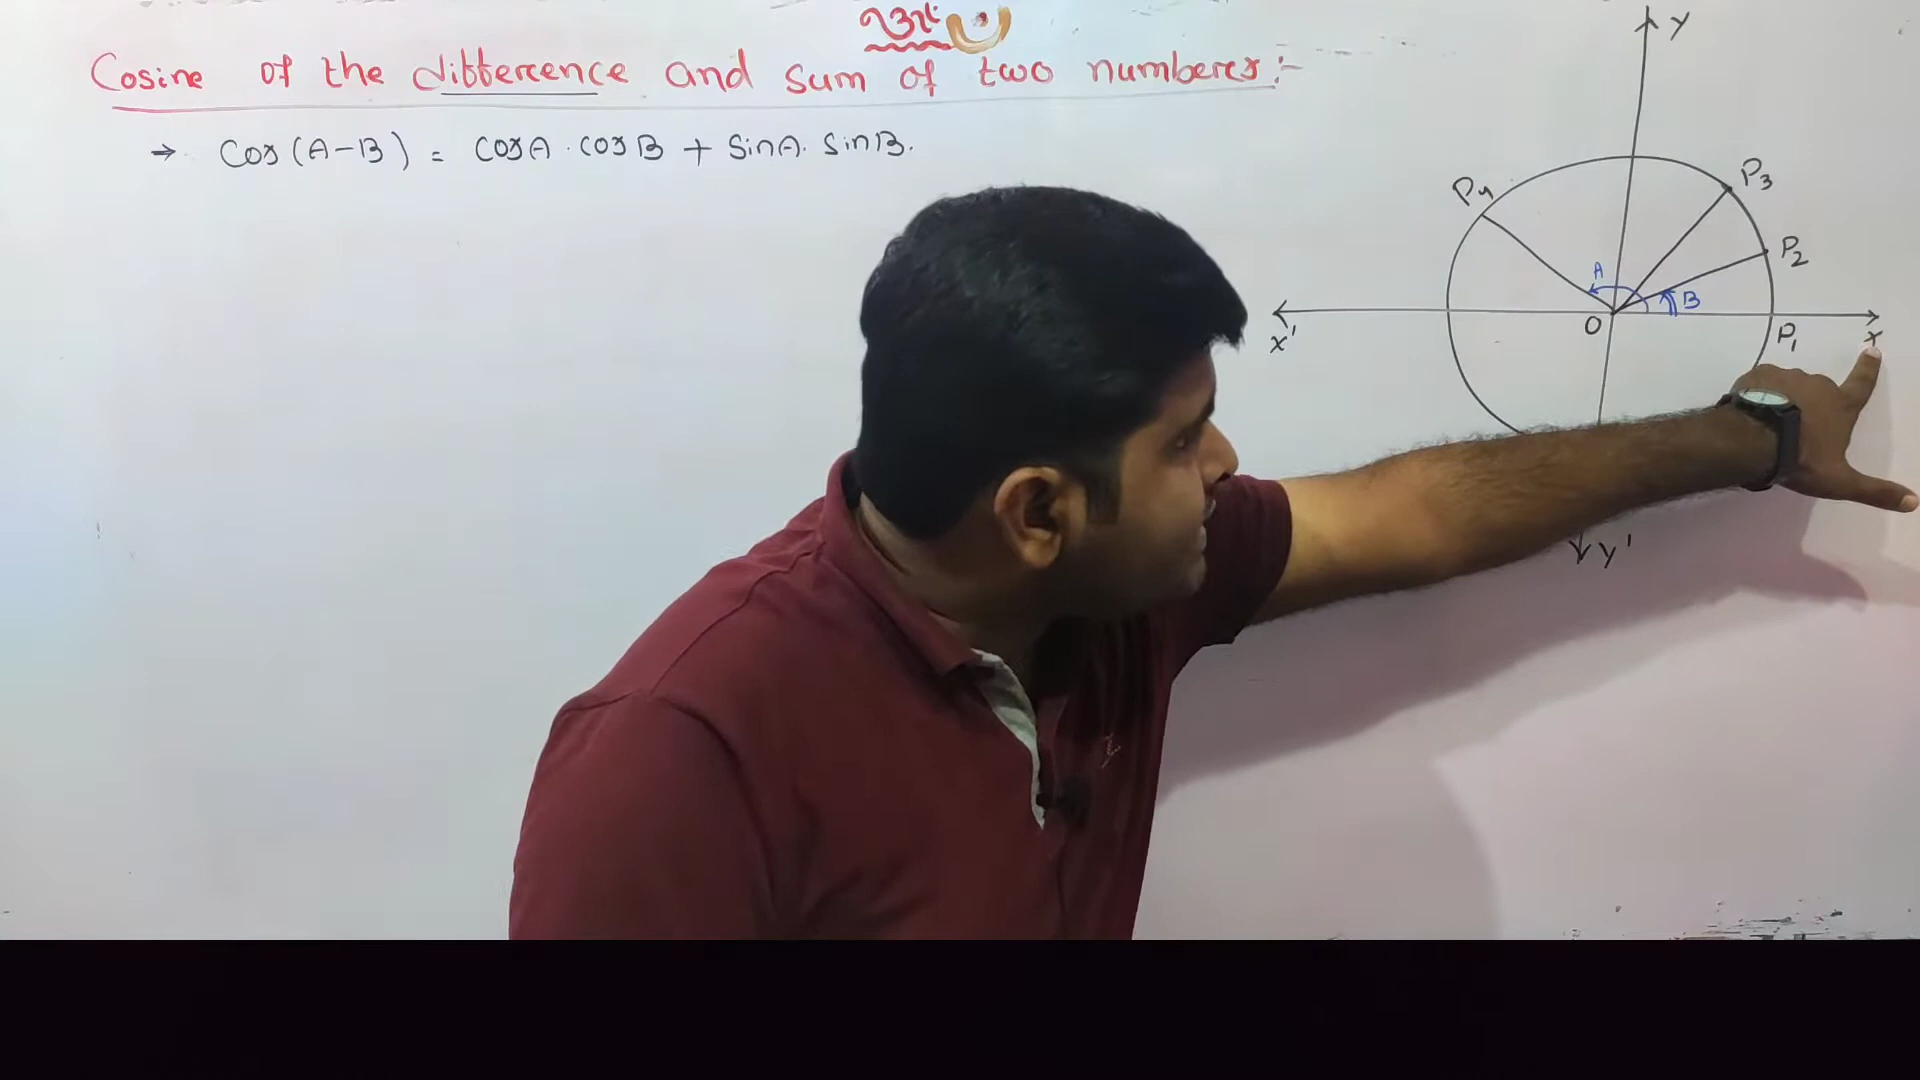 Cosine of the difference and sum of two numbers:-
→ Cos(A-B) = cosA . cosB + SinA. SinB.
Y
P3
P4
P2
A
B
O
P1
X'
X
Y'